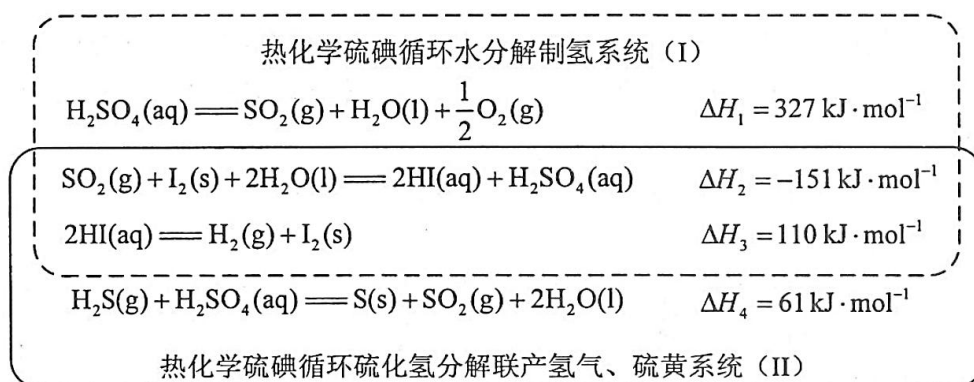 热化学硫碘循环水分解制氢系统（I）
H₂SO₄(aq)══SO₂(g)+H₂O(l)+½O₂(g) ΔH₁=327 kJ·mol⁻¹
SO₂(g)+I₂(s)+2H₂O(l)══2HI(aq)+H₂SO₄(aq) ΔH₂=−151 kJ·mol⁻¹
2HI(aq)══H₂(g)+I₂(s) ΔH₃=110 kJ·mol⁻¹
H₂S(g)+H₂SO₄(aq)══S(s)+SO₂(g)+2H₂O(l) ΔH₄=61 kJ·mol⁻¹
热化学硫碘循环硫化氢分解联产氢气、硫黄系统（II）